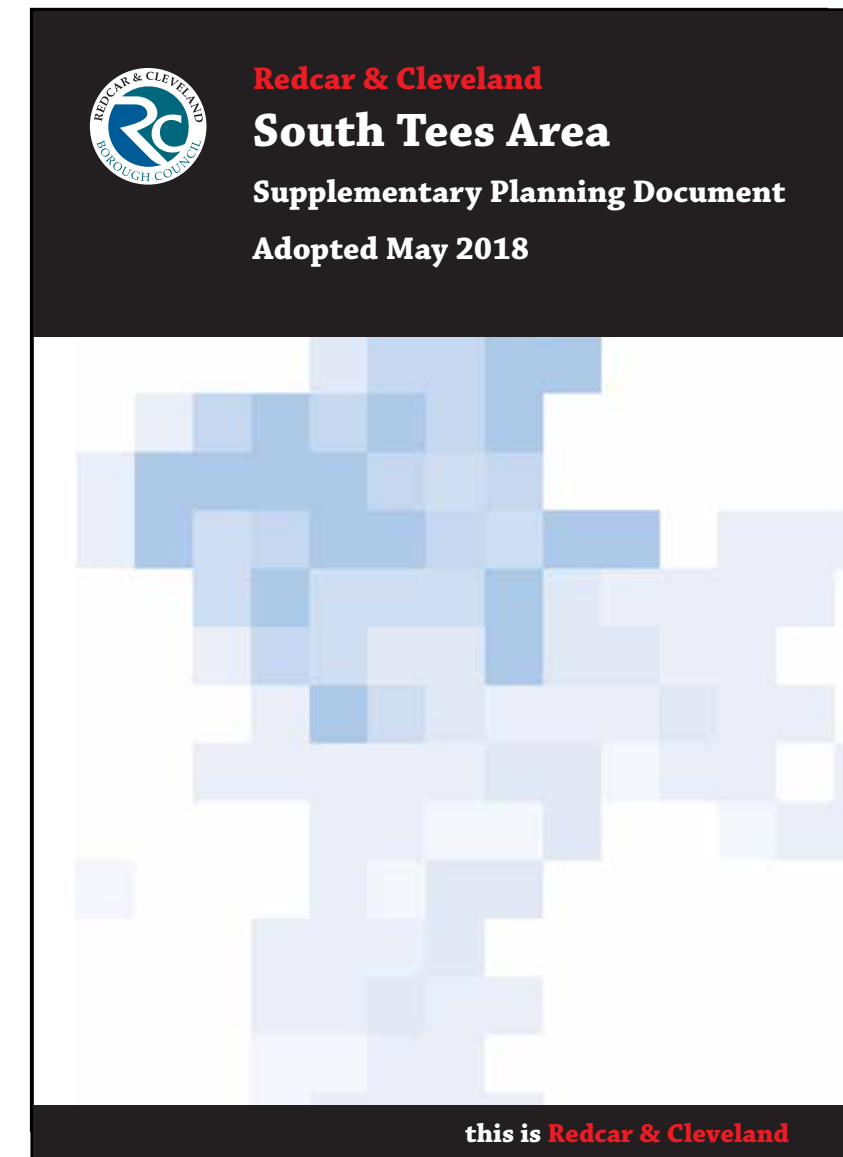 REDCAR & CLEVELAND
BOROUGH COUNCIL
RC
Redcar & Cleveland
South Tees Area
Supplementary Planning Document
Adopted May 2018
this is Redcar & Cleveland